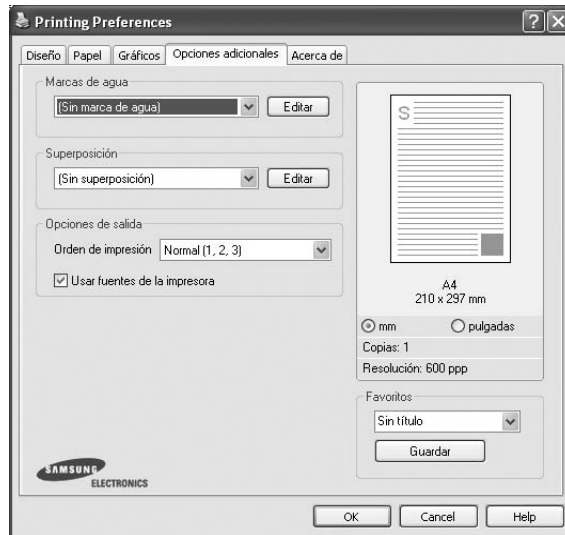 Printing Preferences
Diseño Papel Gráficos Opciones adicionales Acerca de
Marcas de agua
(Sin marca de agua) Editar
Superposición
(Sin superposición) Editar
Opciones de salida
Orden de impresión Normal (1, 2, 3)
Usar fuentes de la impresora
S
A4
210 x 297 mm
mm pulgadas
Copias: 1
Resolución: 600 ppp
Favoritos
Sin título
Guardar
SAMSUNG
ELECTRONICS
OK Cancel Help